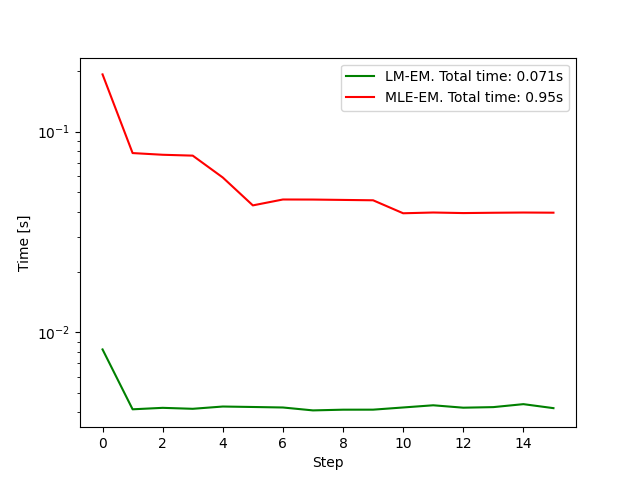 LM-EM. Total time: 0.071s
MLE-EM. Total time: 0.95s
Time [s]
10⁻¹
10⁻²
0 2 4 6 8 10 12 14
Step